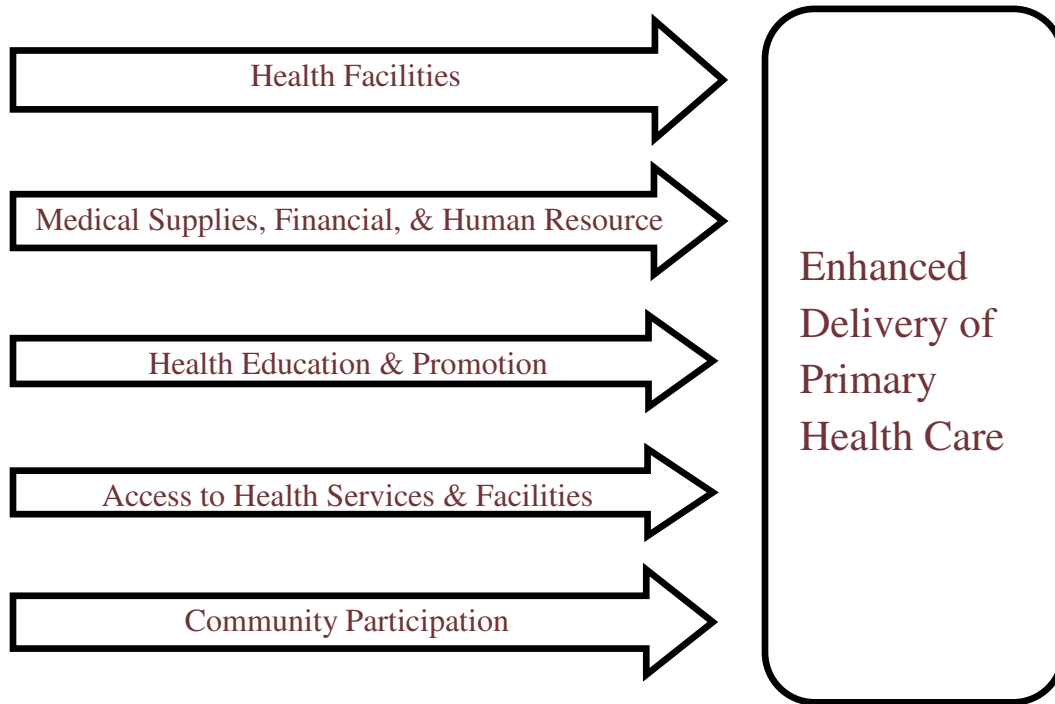 Health Facilities
Medical Supplies, Financial, & Human Resource
Health Education & Promotion
Access to Health Services & Facilities
Community Participation
Enhanced
Delivery of
Primary
Health Care